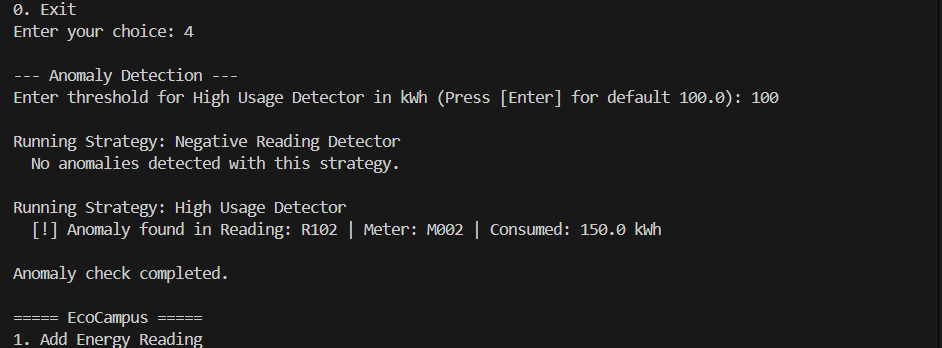 0. Exit
Enter your choice: 4
--- Anomaly Detection ---
Enter threshold for High Usage Detector in kWh (Press [Enter] for default 100.0): 100
Running Strategy: Negative Reading Detector
No anomalies detected with this strategy.
Running Strategy: High Usage Detector
[!] Anomaly found in Reading: R102 | Meter: M002 | Consumed: 150.0 kWh
Anomaly check completed.
===== EcoCampus =====
1. Add Energy Reading